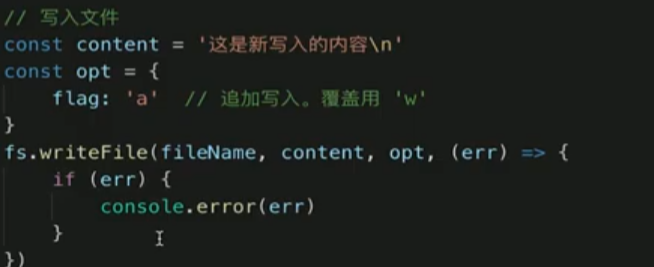 // 写入文件
const content = '这是新写入的内容\n'
const opt = {
    flag: 'a'  // 追加写入。覆盖用 'w'
}
fs.writeFile(fileName, content, opt, (err) => {
    if (err) {
        console.error(err)
    }
})